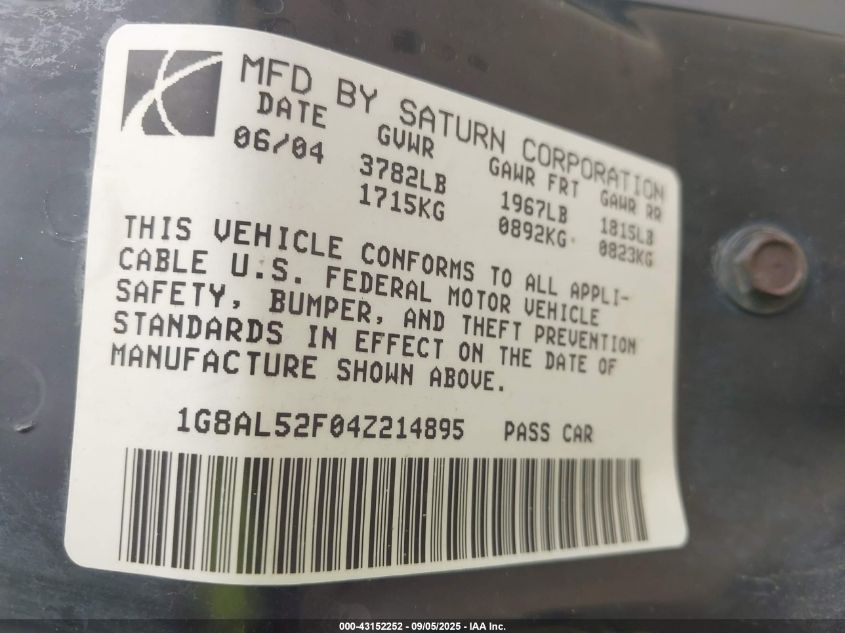 MFD BY SATURN CORPORATION
DATE GVWR GAWR FRT GAWR RR
06/04 3782LB 1967LB 1815LB
1715KG 0892KG 0823KG
THIS VEHICLE CONFORMS TO ALL APPLI-
CABLE U.S. FEDERAL MOTOR VEHICLE
SAFETY, BUMPER, AND THEFT PREVENTION
STANDARDS IN EFFECT ON THE DATE OF
MANUFACTURE SHOWN ABOVE.
1G8AL52F04Z214895 PASS CAR
000-43152252 - 09/05/2025 - IAA Inc.